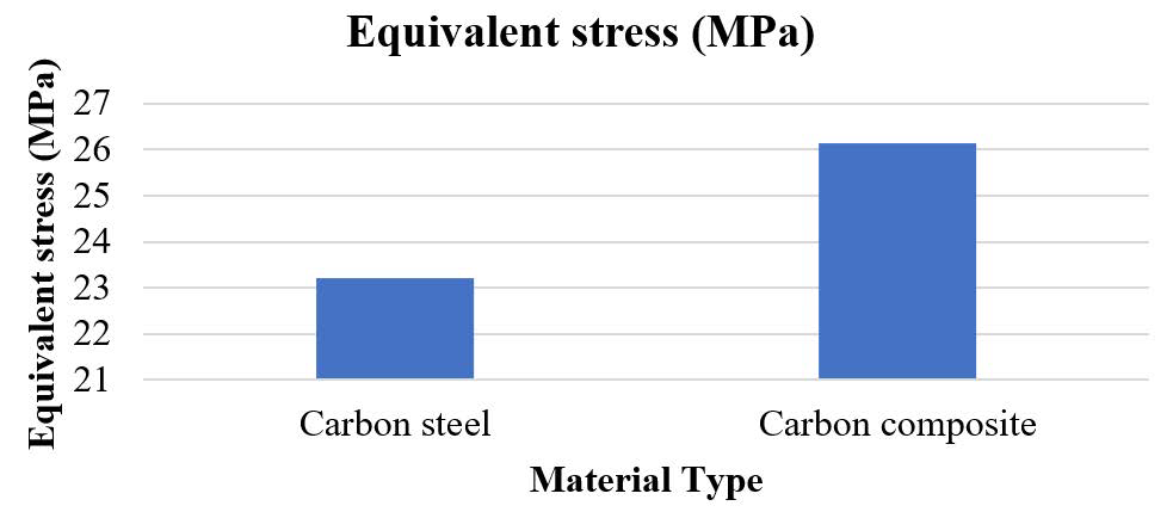 Equivalent stress (MPa)
Equivalent stress (MPa)
27
26
25
24
23
22
21
Carbon steel
Carbon composite
Material Type